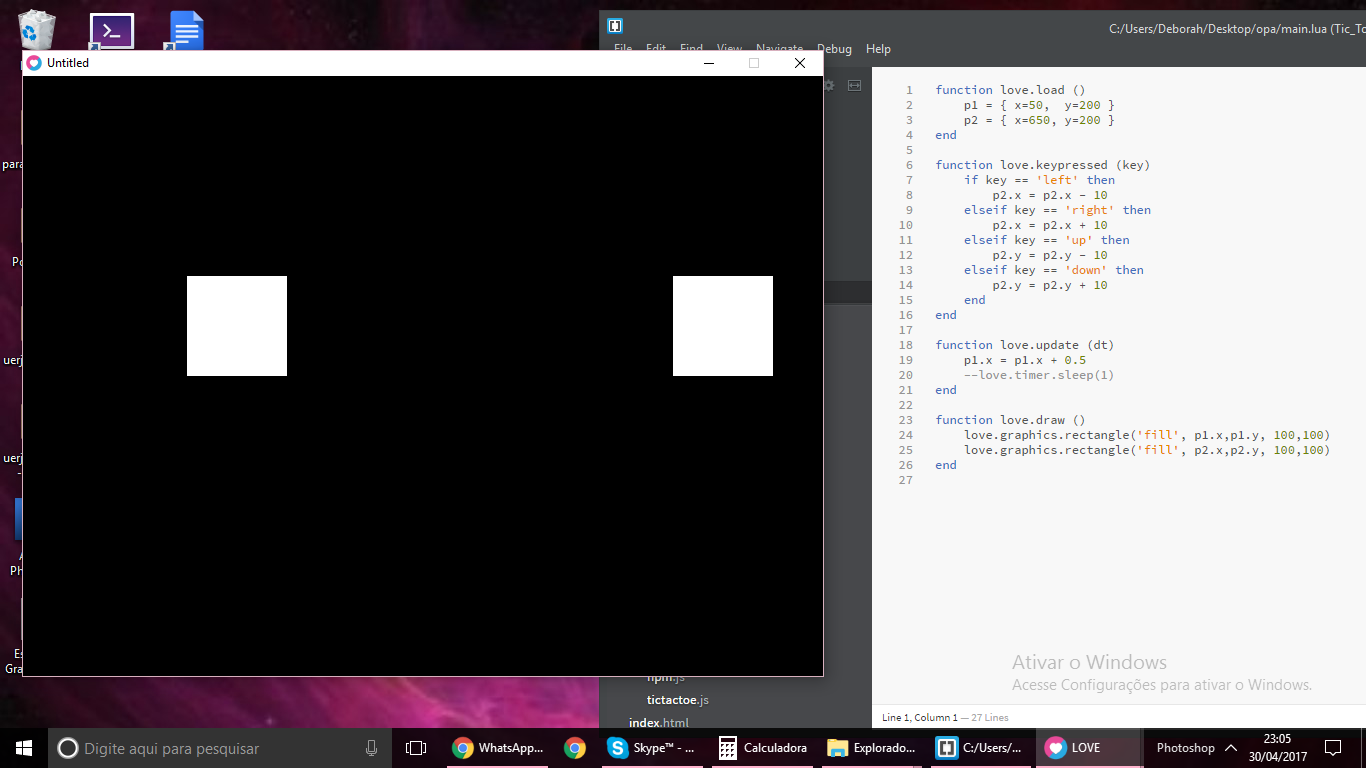 C:/Users/Deborah/Desktop/opa/main.lua (Tic_To
File Edit Find View Navigate Debug Help
Untitled
1 function love.load ()
2 p1 = { x=50, y=200 }
3 p2 = { x=650, y=200 }
4 end
5
6 function love.keypressed (key)
7 if key == 'left' then
8 p2.x = p2.x - 10
9 elseif key == 'right' then
10 p2.x = p2.x + 10
11 elseif key == 'up' then
12 p2.y = p2.y - 10
13 elseif key == 'down' then
14 p2.y = p2.y + 10
15 end
16 end
17
18 function love.update (dt)
19 p1.x = p1.x + 0.5
20 --love.timer.sleep(1)
21 end
22
23 function love.draw ()
24 love.graphics.rectangle('fill', p1.x,p1.y, 100,100)
25 love.graphics.rectangle('fill', p2.x,p2.y, 100,100)
26 end
27
para
Po
uerj
uerj
-
A
Ph
Es
Gra
Ativar o Windows
Acesse Configurações para ativar o Windows.
npm.js
tictactoe.js
index.html
Line 1, Column 1 — 27 Lines
Digite aqui para pesquisar
WhatsApp...
Skype™ - ...
Calculadora
Explorado...
C:/Users/...
LOVE
Photoshop
23:05
30/04/2017